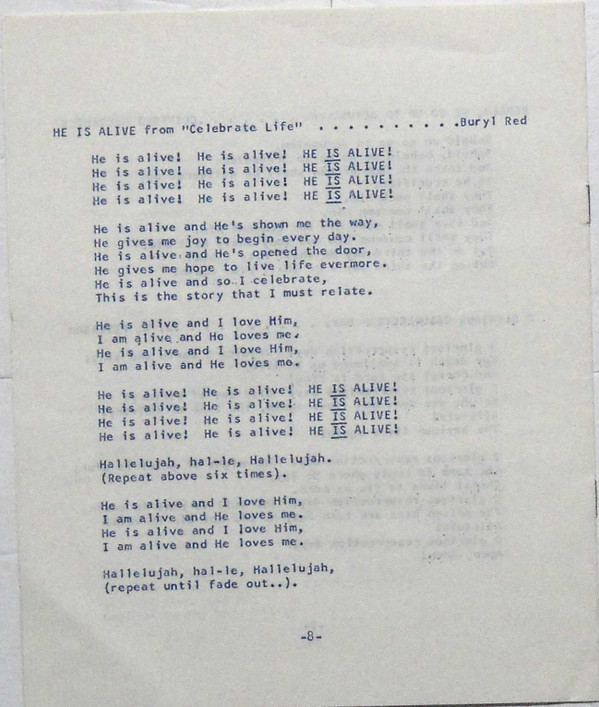 HE IS ALIVE from "Celebrate Life" . . . . . . . . . .Buryl Red
He is alive!  He is alive!  HE IS ALIVE!
He is alive!  He is alive!  HE IS ALIVE!
He is alive!  He is alive!  HE IS ALIVE!
He is alive!  He is alive!  HE IS ALIVE!
He is alive and He's shown me the way,
He gives me joy to begin every day.
He is alive and He's opened the door,
He gives me hope to live life evermore.
He is alive and so I celebrate,
This is the story that I must relate.
He is alive and I love Him,
I am alive and He loves me.
He is alive and I love Him,
I am alive and He loves me.
He is alive!  He is alive!  HE IS ALIVE!
He is alive!  He is alive!  HE IS ALIVE!
He is alive!  He is alive!  HE IS ALIVE!
He is alive!  He is alive!  HE IS ALIVE!
Hallelujah, hal-le, Hallelujah.
(Repeat above six times).
He is alive and I love Him,
I am alive and He loves me.
He is alive and I love Him,
I am alive and He loves me.
Hallelujah, hal-le, Hallelujah,
(repeat until fade out..).
-8-